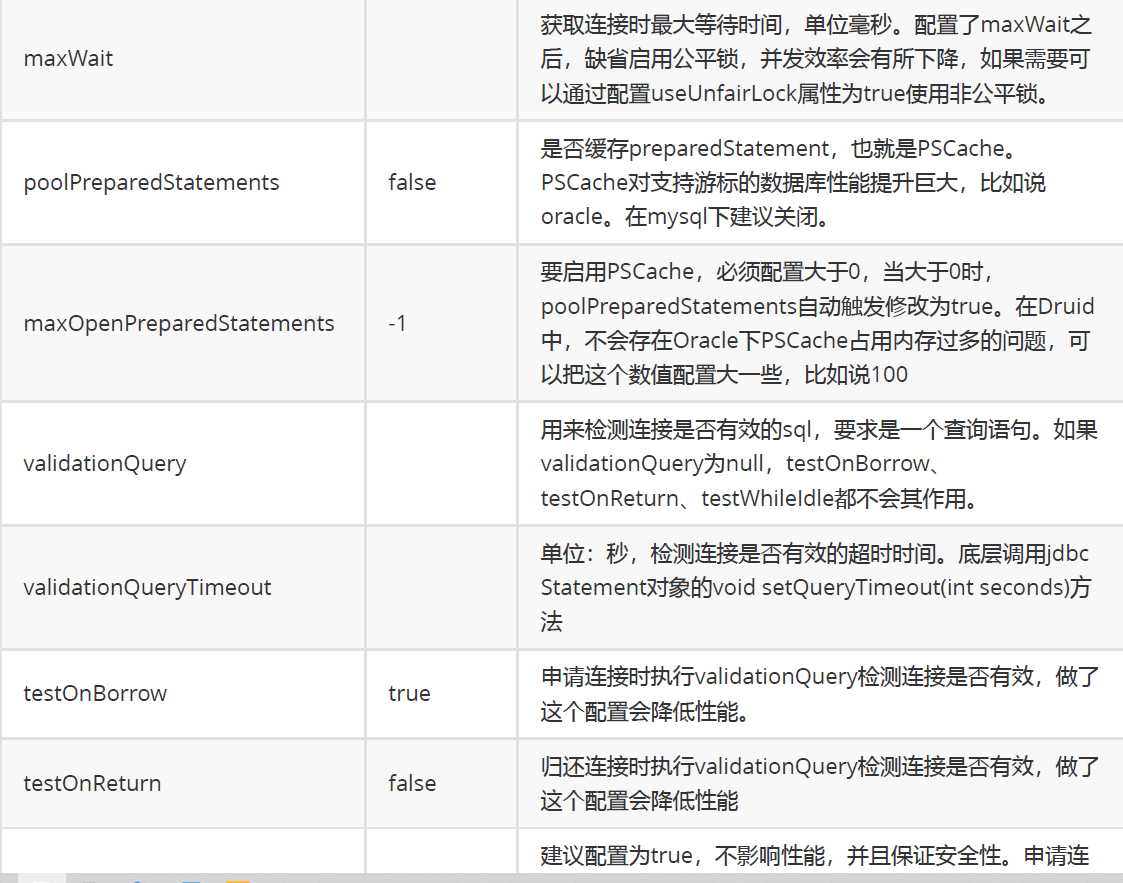 maxWait
获取连接时最大等待时间，单位毫秒。配置了maxWait之
后，缺省启用公平锁，并发效率会有所下降，如果需要可
以通过配置useUnfairLock属性为true使用非公平锁。
poolPreparedStatements
false
是否缓存preparedStatement，也就是PSCache。
PSCache对支持游标的数据库性能提升巨大，比如说
oracle。在mysql下建议关闭。
maxOpenPreparedStatements
-1
要启用PSCache，必须配置大于0，当大于0时，
poolPreparedStatements自动触发修改为true。在Druid
中，不会存在Oracle下PSCache占用内存过多的问题，可
以把这个数值配置大一些，比如说100
validationQuery
用来检测连接是否有效的sql，要求是一个查询语句。如果
validationQuery为null，testOnBorrow、
testOnReturn、testWhileIdle都不会其作用。
validationQueryTimeout
单位：秒，检测连接是否有效的超时时间。底层调用jdbc
Statement对象的void setQueryTimeout(int seconds)方
法
testOnBorrow
true
申请连接时执行validationQuery检测连接是否有效，做了
这个配置会降低性能。
testOnReturn
false
归还连接时执行validationQuery检测连接是否有效，做了
这个配置会降低性能
建议配置为true，不影响性能，并且保证安全性。申请连